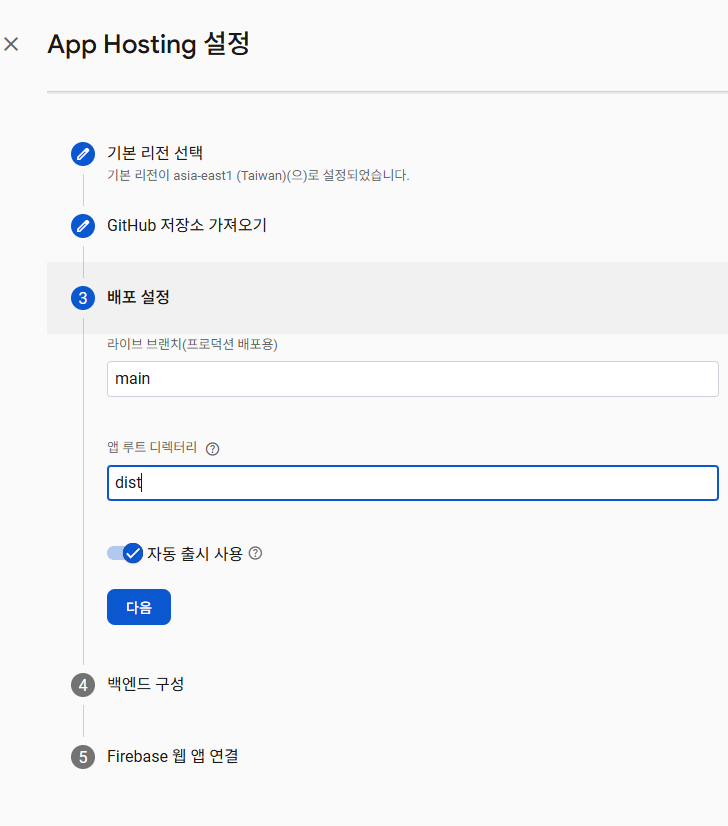 App Hosting 설정
기본 리전 선택
기본 리전이 asia-east1 (Taiwan)(으)로 설정되었습니다.
GitHub 저장소 가져오기
3 배포 설정
라이브 브랜치(프로덕션 배포용)
main
앱 루트 디렉터리 ?
dist
자동 출시 사용 ?
다음
4 백엔드 구성
5 Firebase 웹 앱 연결